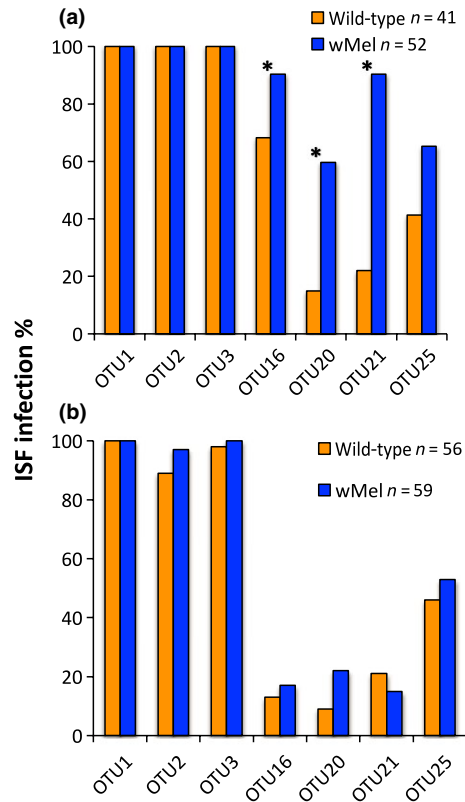 (a)
Wild-type n = 41
wMel n = 52
100
80
60
40
20
0
*
*
*
OTU1
OTU2
OTU3
OTU16
OTU20
OTU21
OTU25
ISF infection %
(b)
Wild-type n = 56
wMel n = 59
100
80
60
40
20
0
OTU1
OTU2
OTU3
OTU16
OTU20
OTU21
OTU25